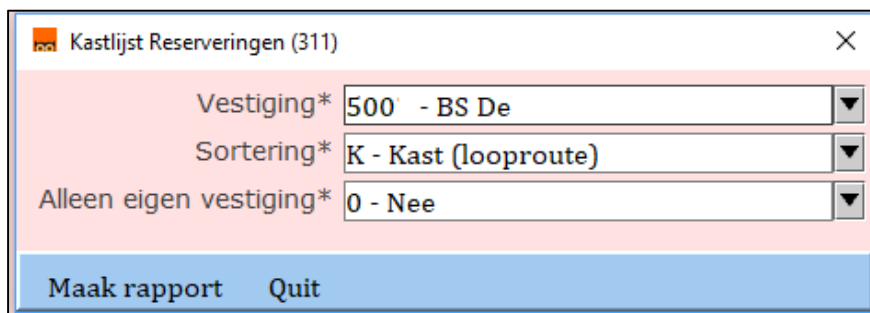 Kastlijst Reserveringen (311)
Vestiging* 500 - BS De
Sortering* K - Kast (looproute)
Alleen eigen vestiging* 0 - Nee
Maak rapport Quit